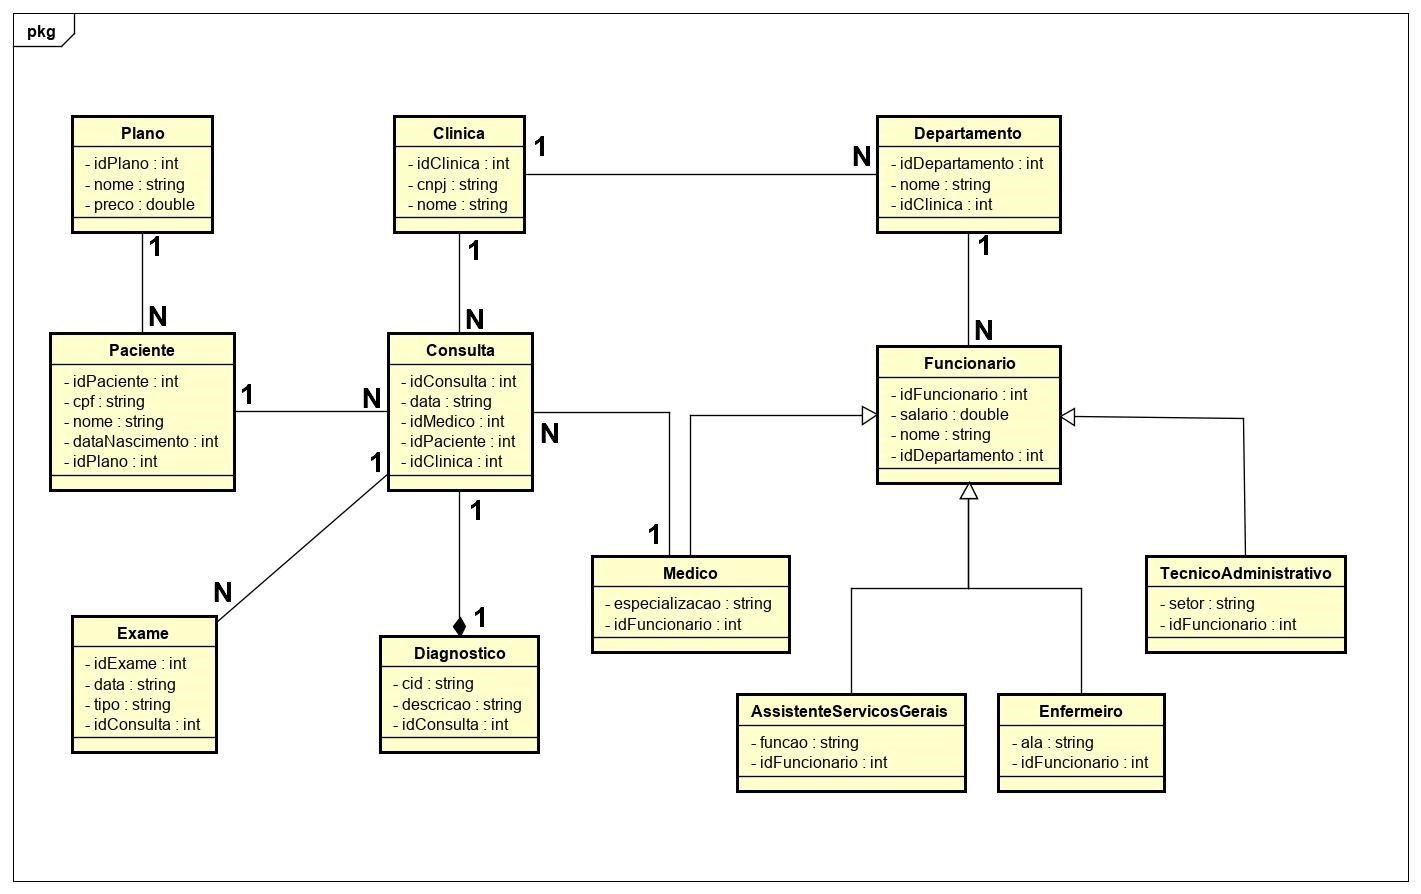 pkg
Plano
- idPlano : int
- nome : string
- preco : double
1
N
Clinica
- idClinica : int
- cnpj : string
- nome : string
1
1
N
N
Departamento
- idDepartamento : int
- nome : string
- idClinica : int
1
N
Paciente
- idPaciente : int
- cpf : string
- nome : string
- dataNascimento : int
- idPlano : int
1
N
Consulta
- idConsulta : int
- data : string
- idMedico : int
- idPaciente : int
- idClinica : int
N
1
1
1
N
1
Funcionario
- idFuncionario : int
- salario : double
- nome : string
- idDepartamento : int
Exame
- idExame : int
- data : string
- tipo : string
- idConsulta : int
Diagnostico
- cid : string
- descricao : string
- idConsulta : int
Medico
- especializacao : string
- idFuncionario : int
TecnicoAdministrativo
- setor : string
- idFuncionario : int
AssistenteServicosGerais
- funcao : string
- idFuncionario : int
Enfermeiro
- ala : string
- idFuncionario : int